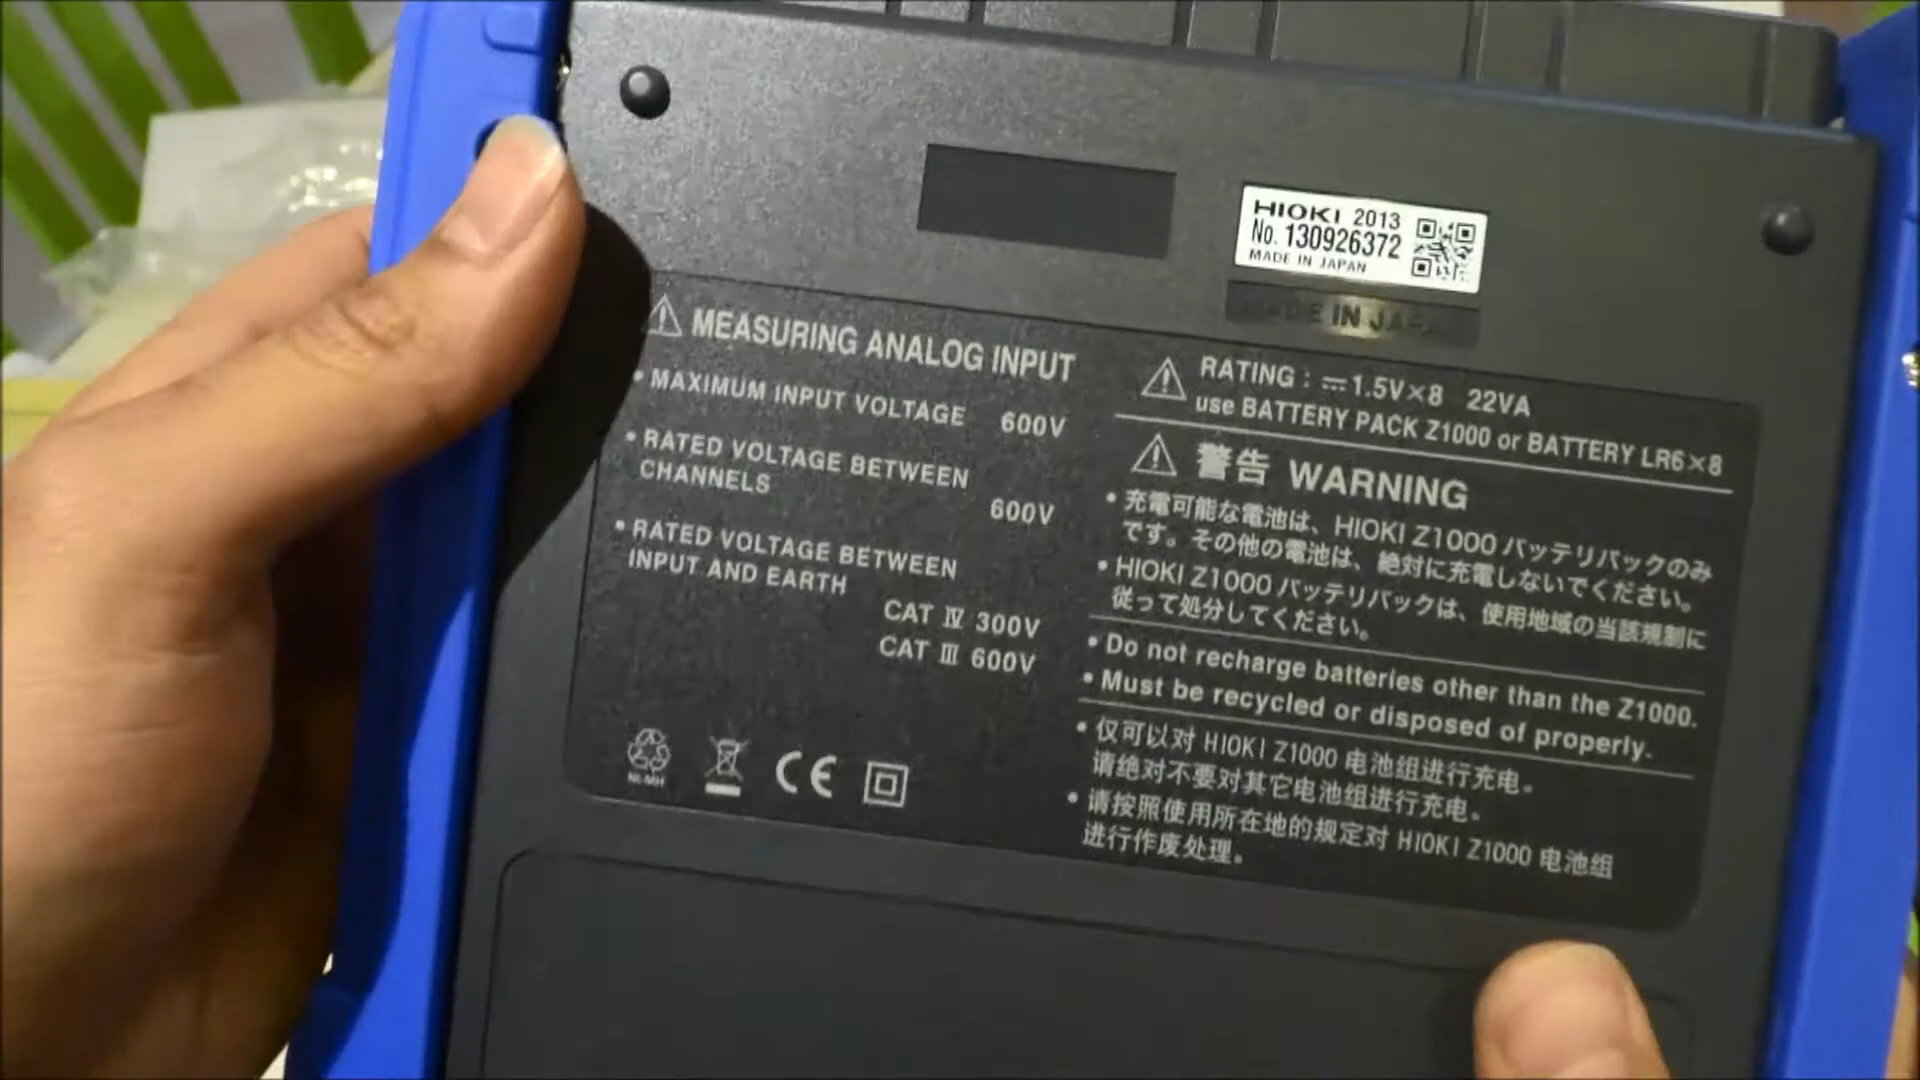 HIOKI 2013
No. 130926372
MADE IN JAPAN
MADE IN JAPAN
MEASURING ANALOG INPUT
• MAXIMUM INPUT VOLTAGE 600V
• RATED VOLTAGE BETWEEN
CHANNELS
600V
• RATED VOLTAGE BETWEEN
INPUT AND EARTH
CAT Ⅳ 300V
CAT Ⅲ 600V
Ni-MH
CE
RATING : ⎓1.5V×8 22VA
use BATTERY PACK Z1000 or BATTERY LR6×8
警告 WARNING
• 充電可能な電池は、HIOKI Z1000 バッテリパックのみ
です。その他の電池は、絶対に充電しないでください。
• HIOKI Z1000 バッテリパックは、使用地域の当該規制に
従って処分してください。
• Do not recharge batteries other than the Z1000.
• Must be recycled or disposed of properly.
• 仅可以对 HIOKI Z1000 电池组进行充电。
请绝对不要对其它电池组进行充电。
• 请按照使用所在地的规定对 HIOKI Z1000 电池组
进行作废处理。